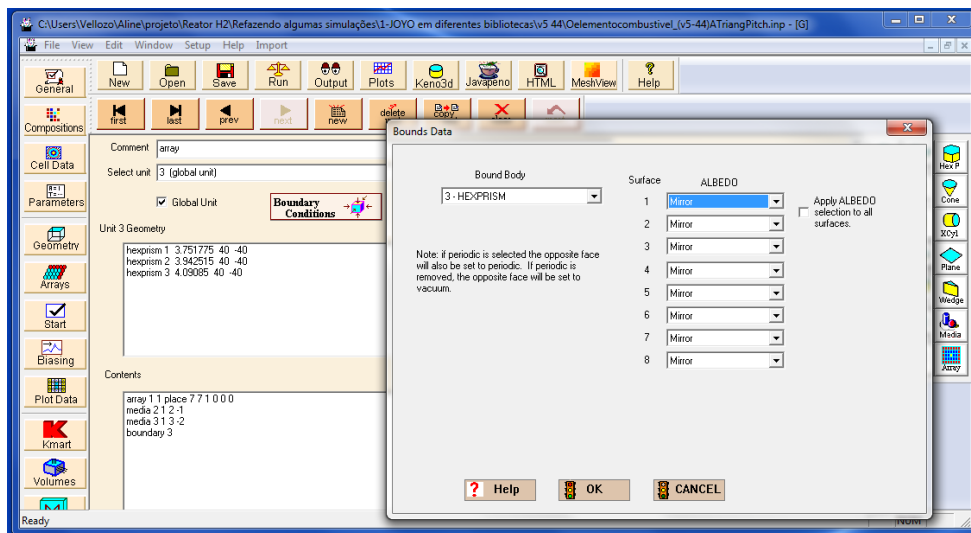 C:\Users\Vellozo\Aline\projeto\Reator H2\Refazendo algumas simulações\1-JOYO em diferentes bibliotecas\v5 44\Oelementocombustivel_(v5-44)ATriangPitch.inp - [G]
File View Edit Window Setup Help Import
General
New Open Save Run Output Plots Keno3d Javapeno HTML MeshView Help
Compositions
first last prev next new delete copy
Cell Data
Parameters
Geometry
Arrays
Start
Biasing
Plot Data
Kmart
Volumes
Comment array
Select unit 3 (global unit)
Global Unit
Boundary Conditions
Unit 3 Geometry
hexprism 1 3.751775 40 -40
hexprism 2 3.942515 40 -40
hexprism 3 4.09085 40 -40
Contents
array 1 1 place 7 7 1 0 0 0
media 2 1 2 -1
media 3 1 3 -2
boundary 3
Bounds Data
Bound Body
3 - HEXPRISM
Note: if periodic is selected the opposite face
will also be set to periodic. If periodic is
removed, the opposite face will be set to
vacuum.
Surface ALBEDO
1 Mirror
2 Mirror
3 Mirror
4 Mirror
5 Mirror
6 Mirror
7 Mirror
8 Mirror
Apply ALBEDO
selection to all
surfaces.
? Help
OK
CANCEL
Hex P
Cone
XCyl
Plane
Wedge
Media
Array
Ready
NUM